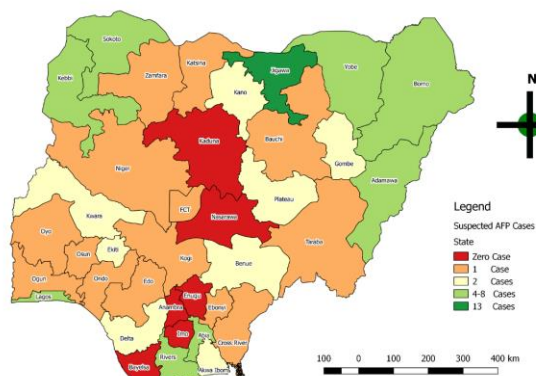 Sokoto
Kebbi
Zamfara
Katsina
Kano
Jigawa
Yobe
Borno
Kaduna
Bauchi
Gombe
Adamawa
Niger
FCT
Nasarawa
Plateau
Taraba
Kwara
Oyo
Osun
Ekiti
Kogi
Benue
Ogun
Ondo
Edo
Lagos
Enugu
Anambra
Ebonyi
Delta
Imo
Abia
Cross River
Rivers
Bayelsa
Akwa Ibom
N
Legend
Suspected AFP Cases
State
Zero Case
1 Case
2 Cases
4-8 Cases
13 Cases
100 0 100 200 300 400 km